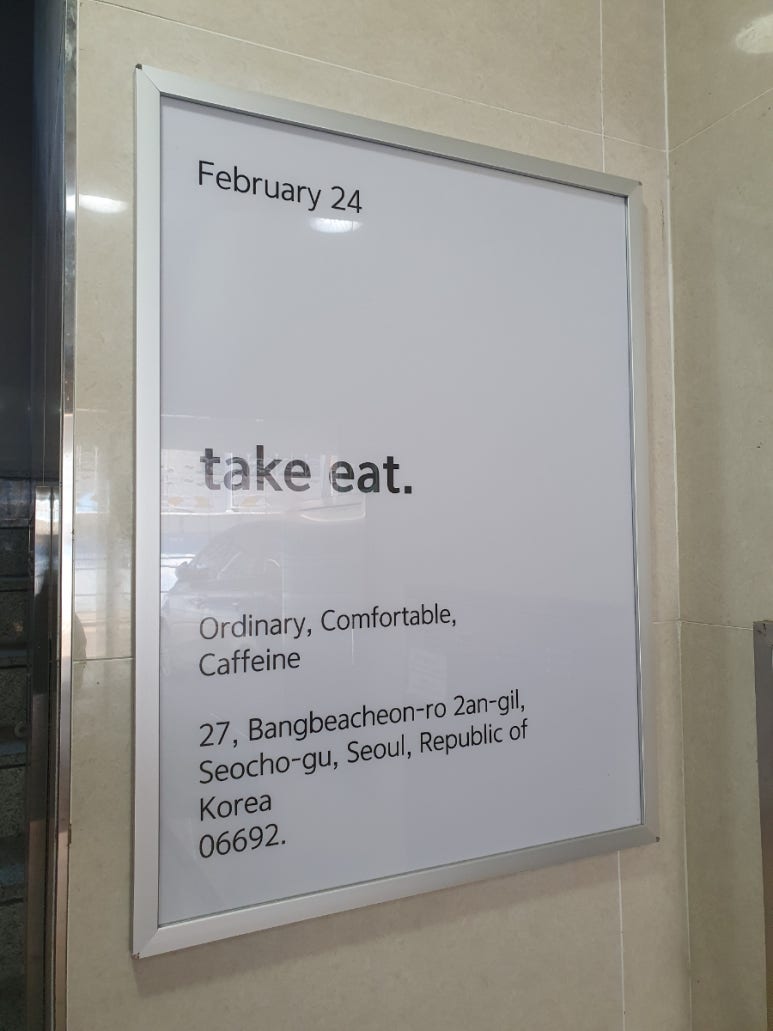 February 24
take eat.
Ordinary, Comfortable,
Caffeine
27, Bangbeacheon-ro 2an-gil,
Seocho-gu, Seoul, Republic of
Korea
06692.